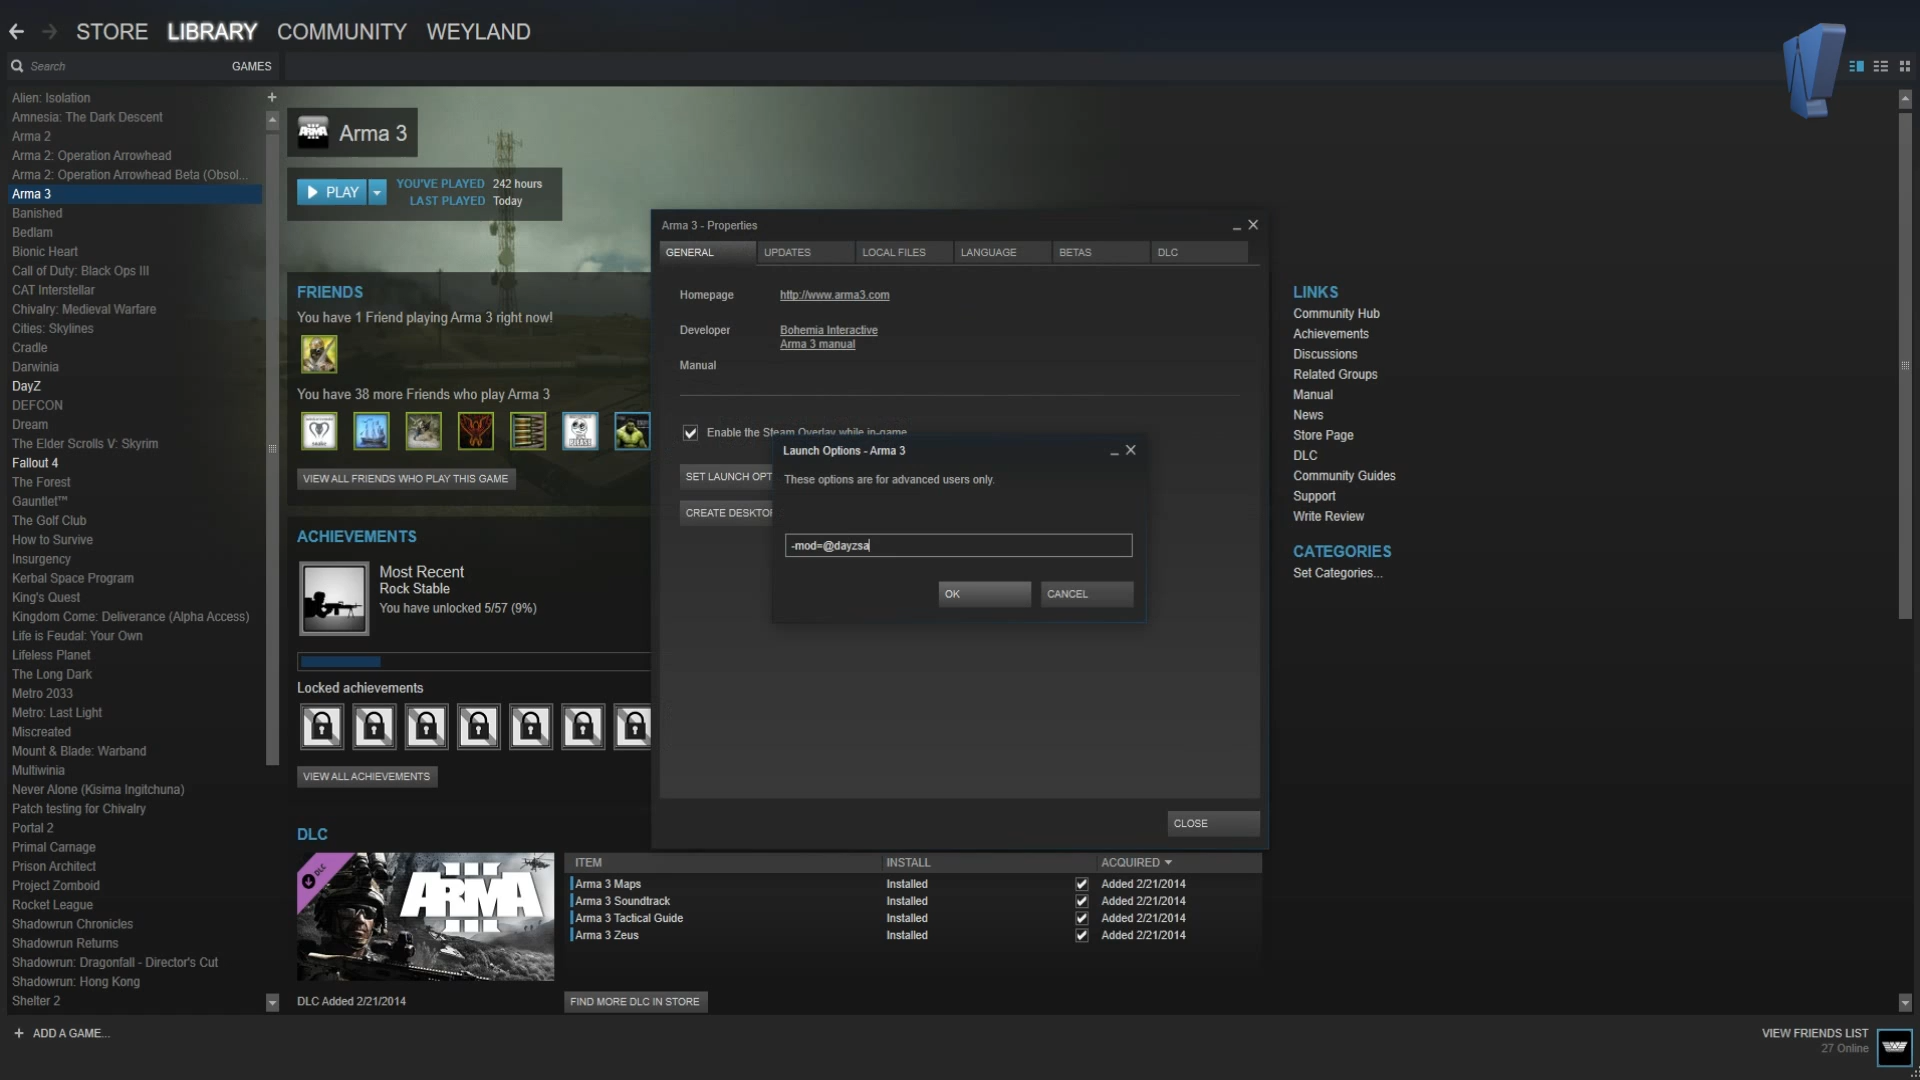 STORE LIBRARY COMMUNITY WEYLAND
Search GAMES
Alien: Isolation
Amnesia: The Dark Descent
Arma 2
Arma 2: Operation Arrowhead
Arma 2: Operation Arrowhead Beta (Obsol...
Arma 3
Banished
Bedlam
Bionic Heart
Call of Duty: Black Ops III
CAT Interstellar
Chivalry: Medieval Warfare
Cities: Skylines
Cradle
Darwinia
DayZ
DEFCON
Dream
The Elder Scrolls V: Skyrim
Fallout 4
The Forest
Gauntlet™
The Golf Club
How to Survive
Insurgency
Kerbal Space Program
King's Quest
Kingdom Come: Deliverance (Alpha Access)
Life is Feudal: Your Own
Lifeless Planet
The Long Dark
Metro 2033
Metro: Last Light
Miscreated
Mount & Blade: Warband
Multiwinia
Never Alone (Kisima Ingitchuna)
Patch testing for Chivalry
Portal 2
Primal Carnage
Prison Architect
Project Zomboid
Rocket League
Shadowrun Chronicles
Shadowrun Returns
Shadowrun: Dragonfall - Director's Cut
Shadowrun: Hong Kong
Shelter 2
+ ADD A GAME...
ARMA
Arma 3
PLAY
YOU'VE PLAYED 242 hours
LAST PLAYED Today
FRIENDS
You have 1 Friend playing Arma 3 right now!
You have 38 more Friends who play Arma 3
VIEW ALL FRIENDS WHO PLAY THIS GAME
ACHIEVEMENTS
Most Recent
Rock Stable
You have unlocked 5/57 (9%)
Locked achievements
VIEW ALL ACHIEVEMENTS
DLC
DLC
ARMA
III
DLC Added 2/21/2014
ITEM INSTALL ACQUIRED
Arma 3 Maps Installed Added 2/21/2014
Arma 3 Soundtrack Installed Added 2/21/2014
Arma 3 Tactical Guide Installed Added 2/21/2014
Arma 3 Zeus Installed Added 2/21/2014
FIND MORE DLC IN STORE
Arma 3 - Properties
GENERAL UPDATES LOCAL FILES LANGUAGE BETAS DLC
Homepage http://www.arma3.com
Developer Bohemia Interactive
Arma 3 manual
Manual
Enable the Steam Overlay while in-game
SET LAUNCH OPT
CREATE DESKTO
Launch Options - Arma 3
These options are for advanced users only.
-mod=@dayzsa
OK CANCEL
CLOSE
LINKS
Community Hub
Achievements
Discussions
Related Groups
Manual
News
Store Page
DLC
Community Guides
Support
Write Review
CATEGORIES
Set Categories...
VIEW FRIENDS LIST
27 Online